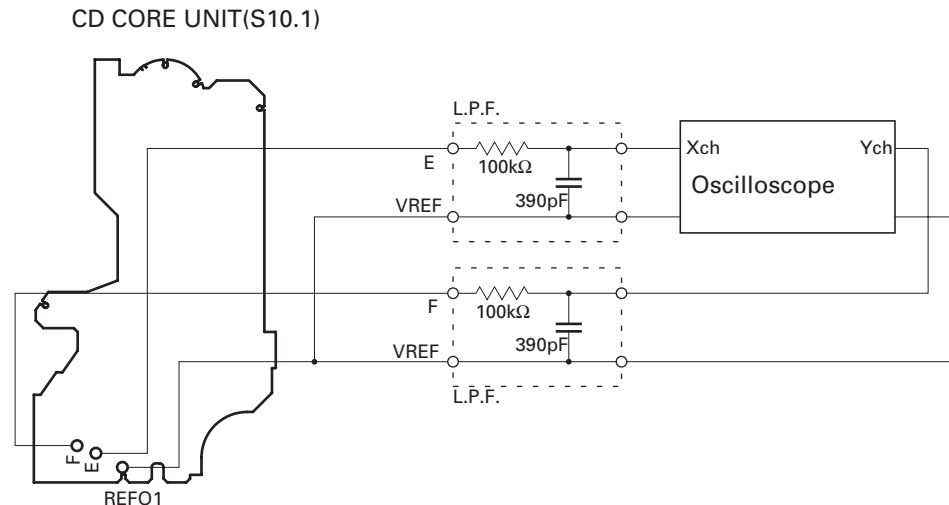 CD CORE UNIT(S10.1)
L.P.F.
E
100kΩ
390pF
VREF
Xch
Ych
Oscilloscope
F
100kΩ
390pF
VREF
L.P.F.
F
E
REFO1